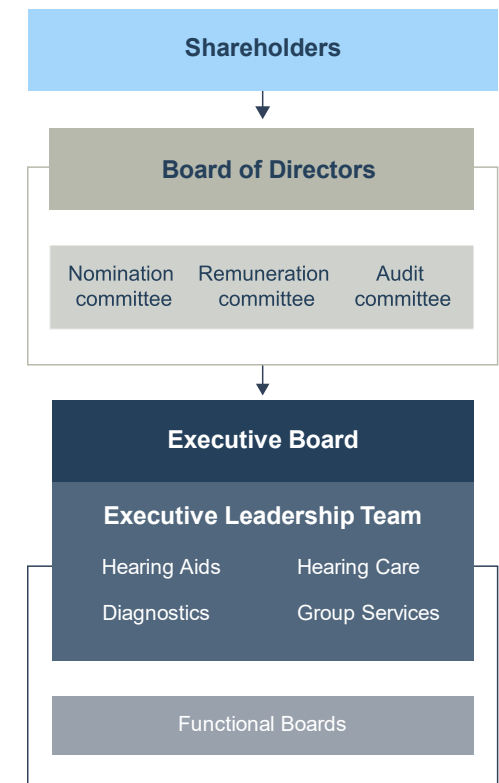 Shareholders
Board of Directors
Nomination committee
Remuneration committee
Audit committee
Executive Board
Executive Leadership Team
Hearing Aids
Hearing Care
Diagnostics
Group Services
Functional Boards